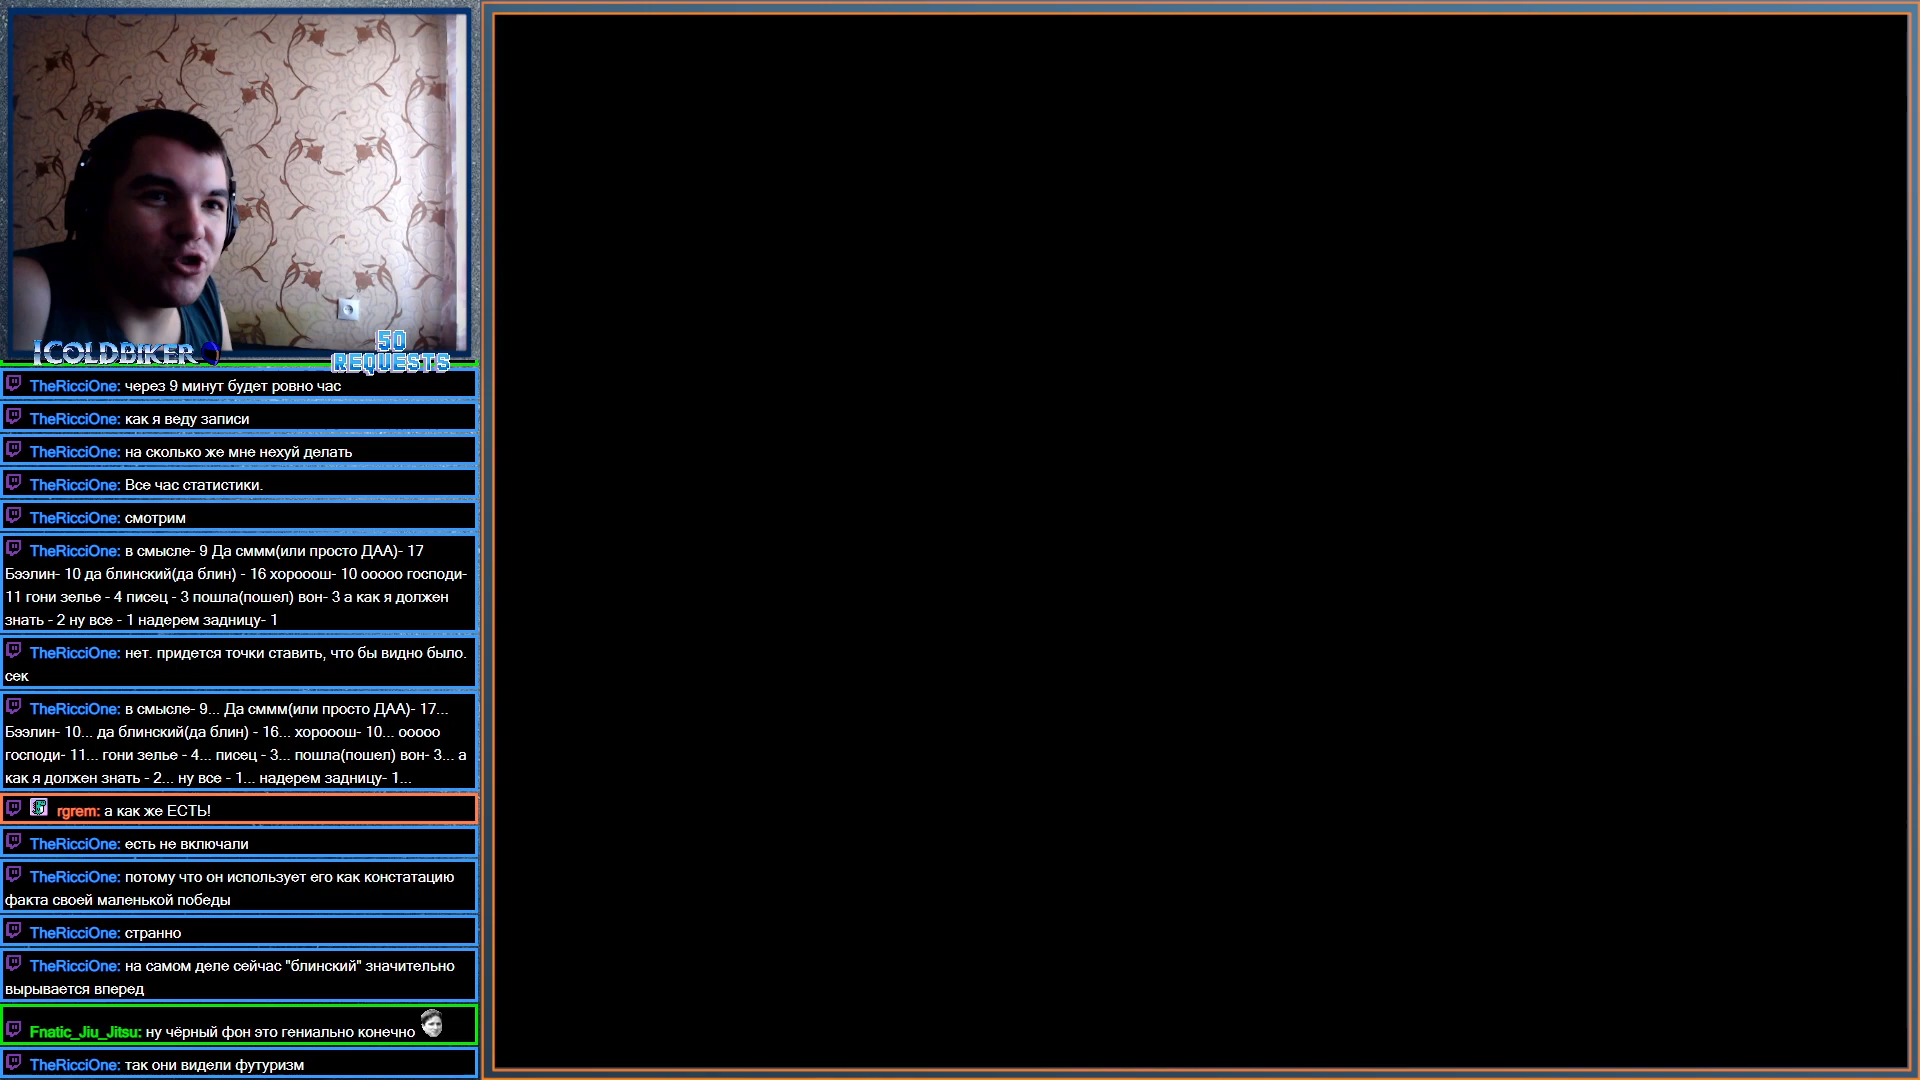 ICOLDBIKER
50
REQUESTS
TheRicciOne: через 9 минут будет ровно час
TheRicciOne: как я веду записи
TheRicciOne: на сколько же мне нехуй делать
TheRicciOne: Все час статистики.
TheRicciOne: смотрим
TheRicciOne: в смысле- 9 Да сммм(или просто ДАА)- 17
Бээлин- 10 да блинский(да блин) - 16 хорооош- 10 ооооо господи-
11 гони зелье - 4 писец - 3 пошла(пошел) вон- 3 а как я должен
знать - 2 ну все - 1 надерем задницу- 1
TheRicciOne: нет. придется точки ставить, что бы видно было.
сек
TheRicciOne: в смысле- 9... Да сммм(или просто ДАА)- 17...
Бээлин- 10... да блинский(да блин) - 16... хорооош- 10... ооооо
господи- 11... гони зелье - 4... писец - 3... пошла(пошел) вон- 3... а
как я должен знать - 2... ну все - 1... надерем задницу- 1...
rgrem: а как же ЕСТЬ!
TheRicciOne: есть не включали
TheRicciOne: потому что он использует его как констатацию
факта своей маленькой победы
TheRicciOne: странно
TheRicciOne: на самом деле сейчас "блинский" значительно
вырывается вперед
Fnatic_Jiu_Jitsu: ну чёрный фон это гениально конечно
TheRicciOne: так они видели футуризм